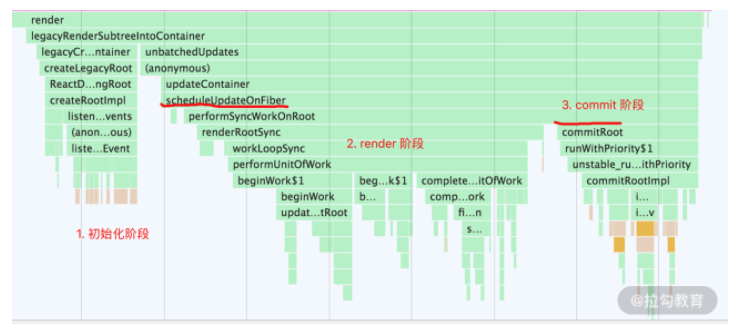 render
legacyRenderSubtreeIntoContainer
legacyCr…ntainer unbatchedUpdates
createLegacyRoot (anonymous)
ReactD…ngRoot updateContainer
createRootImpl scheduleUpdateOnFiber 3. commit 阶段
listen…vents performSyncWorkOnRoot
(anon…ous) renderRootSync commitRoot
liste…Event workLoopSync 2. render 阶段 runWithPriority$1
performUnitOfWork unstable_ru…ithPriority
beginWork$1 beg…k$1 complete…itOfWork commitRootImpl
beginWork b… comp…ork i…
updat…tRoot fi…n i…v
1. 初始化阶段 s…
@拉勾教育